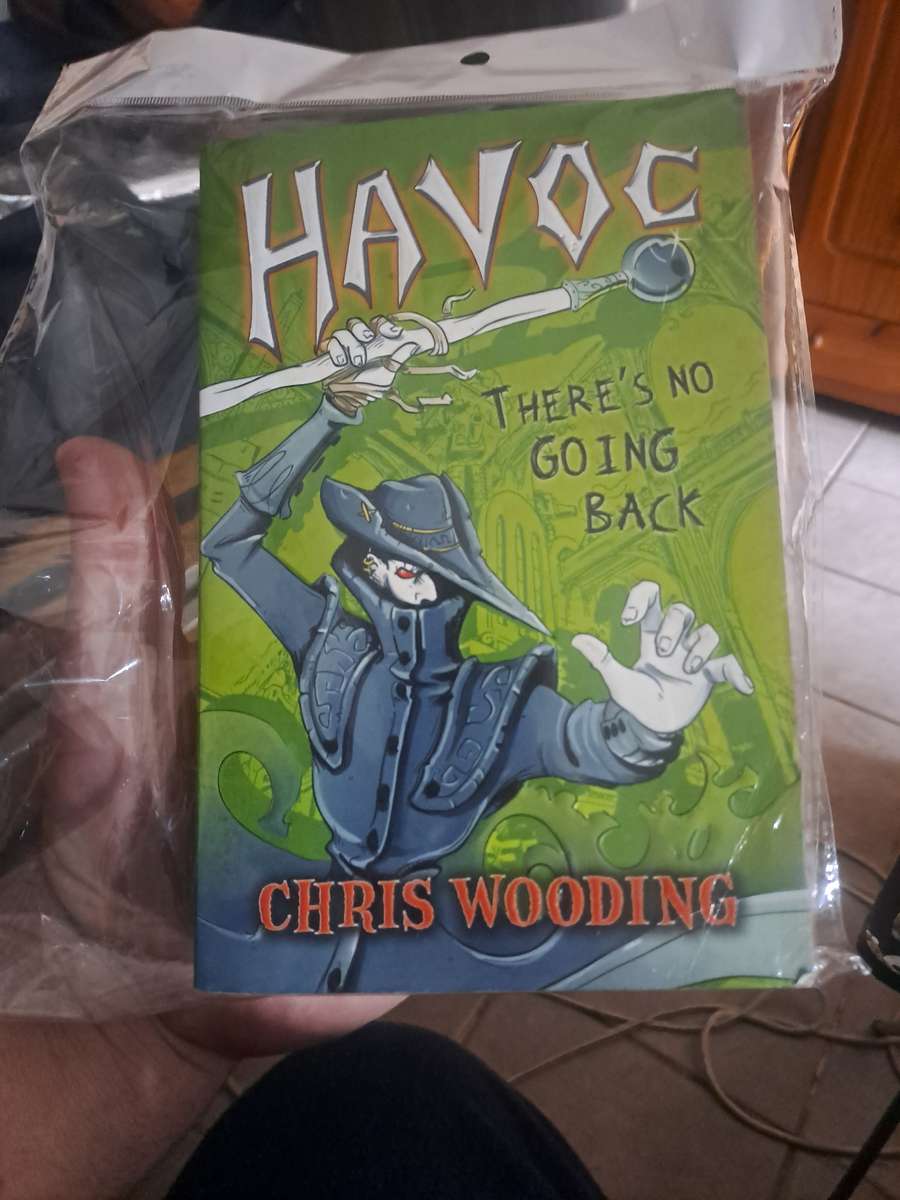 HAVOC
THERE'S NO
GOING
BACK
CHRIS WOODING